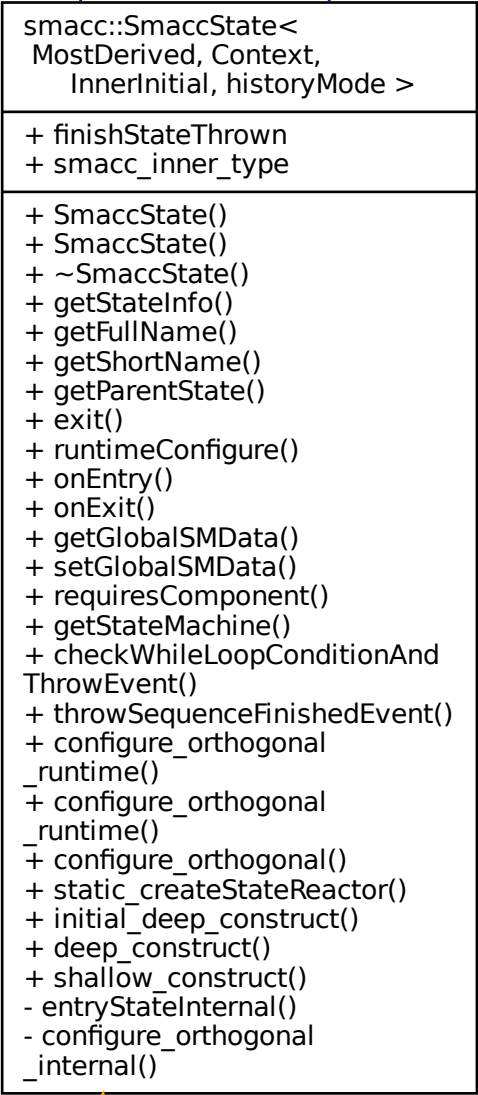 smacc::SmaccState<
MostDerived, Context,
InnerInitial, historyMode >
+ finishStateThrown
+ smacc_inner_type
+ SmaccState()
+ SmaccState()
+ ~SmaccState()
+ getStateInfo()
+ getFullName()
+ getShortName()
+ getParentState()
+ exit()
+ runtimeConfigure()
+ onEntry()
+ onExit()
+ getGlobalSMData()
+ setGlobalSMData()
+ requiresComponent()
+ getStateMachine()
+ checkWhileLoopConditionAnd
ThrowEvent()
+ throwSequenceFinishedEvent()
+ configure_orthogonal
_runtime()
+ configure_orthogonal
_runtime()
+ configure_orthogonal()
+ static_createStateReactor()
+ initial_deep_construct()
+ deep_construct()
+ shallow_construct()
- entryStateInternal()
- configure_orthogonal
_internal()